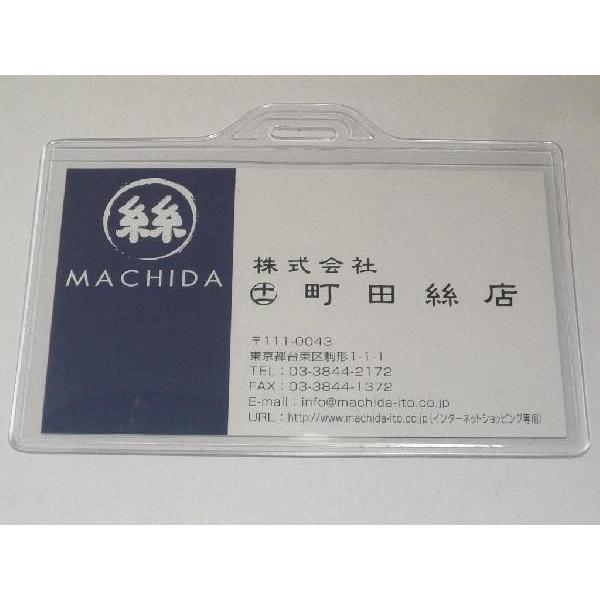 絲
MACHIDA
株式会社
町田絲店
〒111-0043
東京都台東区駒形1-1-1
TEL：03-3844-2172
FAX：03-3844-1372
E-mail：info@machida-ito.co.jp
URL：http://www.machida-ito.co.jp（インターネットショッピング専用）